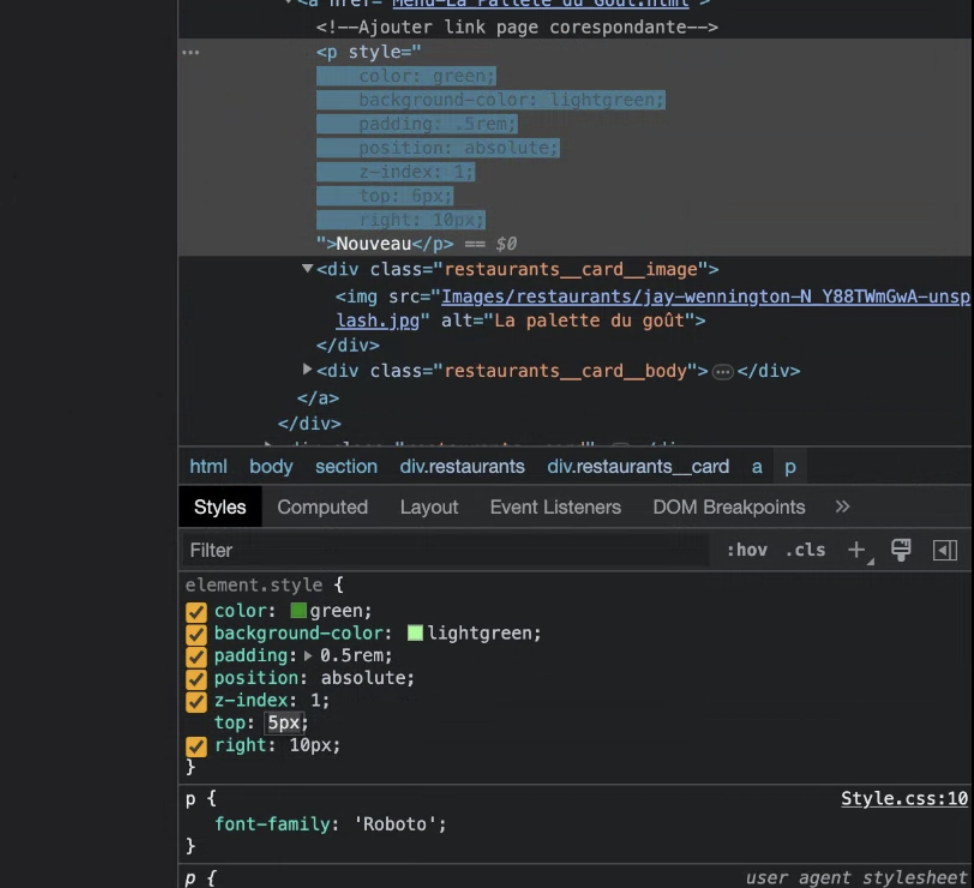 <a href="Menu-La Pallete du Gout.html">
<!--Ajouter link page corespondante-->
<p style="
color: green;
background-color: lightgreen;
padding: .5rem;
position: absolute;
z-index: 1;
top: 6px;
right: 10px;
">Nouveau</p> == $0
<div class="restaurants__card__image">
<img src="Images/restaurants/jay-wennington-N_Y88TWmGwA-unsp
lash.jpg" alt="La palette du goût">
</div>
<div class="restaurants__card__body"> … </div>
</a>
</div>
html body section div.restaurants div.restaurants__card a p
Styles Computed Layout Event Listeners DOM Breakpoints »
Filter :hov .cls +
element.style {
color: green;
background-color: lightgreen;
padding: 0.5rem;
position: absolute;
z-index: 1;
top: 5px;
right: 10px;
}
p { Style.css:10
font-family: 'Roboto';
}
p { user agent stylesheet